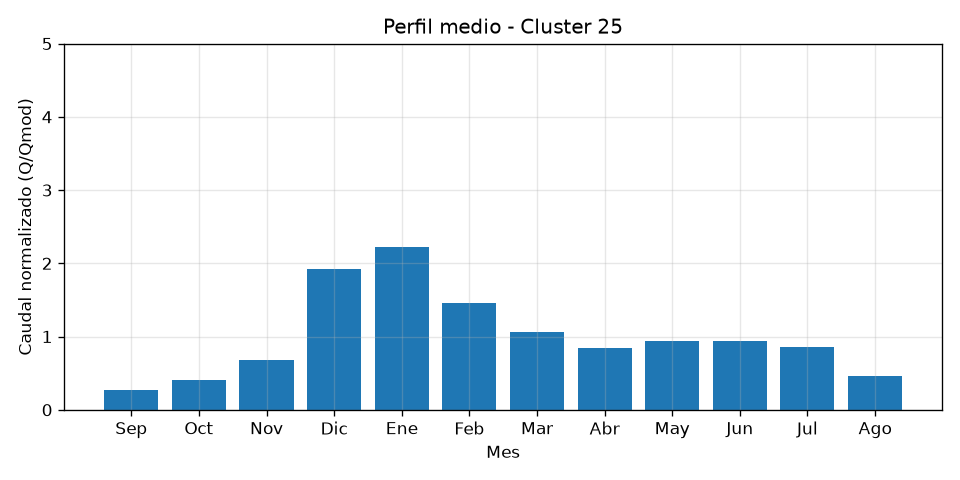 Perfil medio - Cluster 25
Caudal normalizado (Q/Qmod)
5
4
3
2
1
0
Sep Oct Nov Dic Ene Feb Mar Abr May Jun Jul Ago
Mes